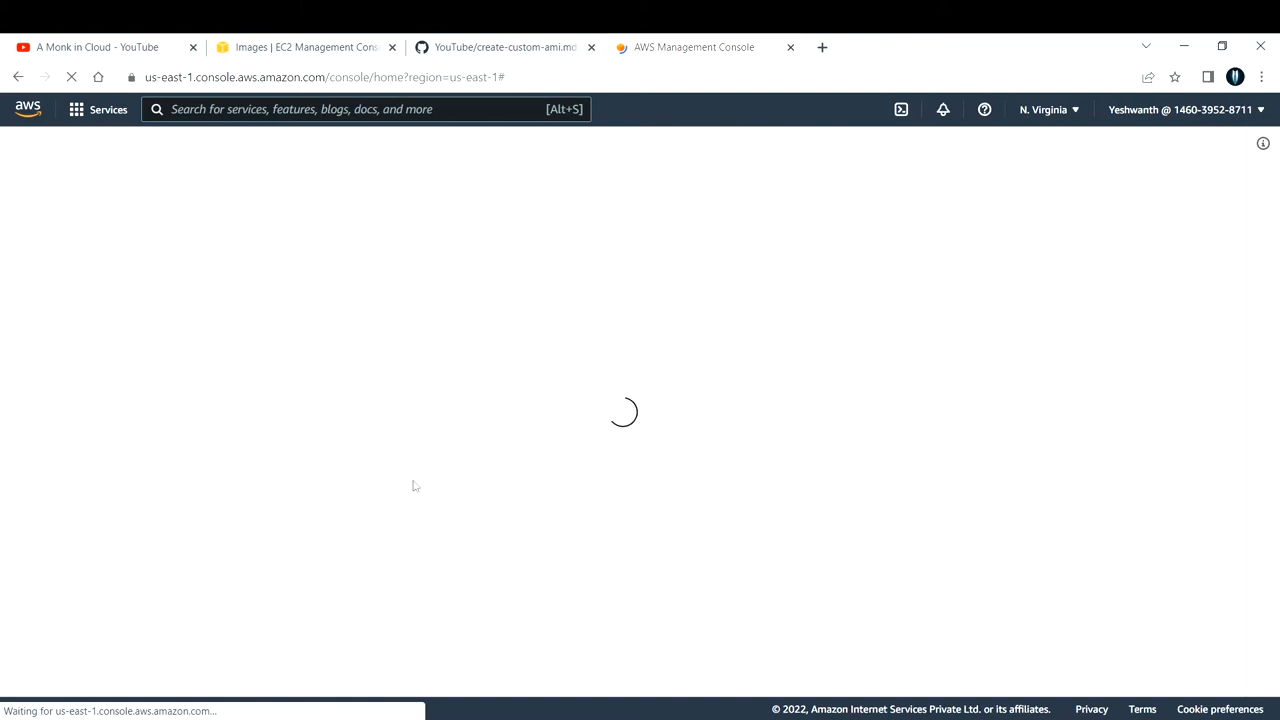 A Monk in Cloud - YouTube
Images | EC2 Management Cons
YouTube/create-custom-ami.md
AWS Management Console
us-east-1.console.aws.amazon.com/console/home?region=us-east-1#
aws
Services
Search for services, features, blogs, docs, and more
[Alt+S]
N. Virginia
Yeshwanth @ 1460-3952-8711
Waiting for us-east-1.console.aws.amazon.com...
© 2022, Amazon Internet Services Private Ltd. or its affiliates.
Privacy
Terms
Cookie preferences